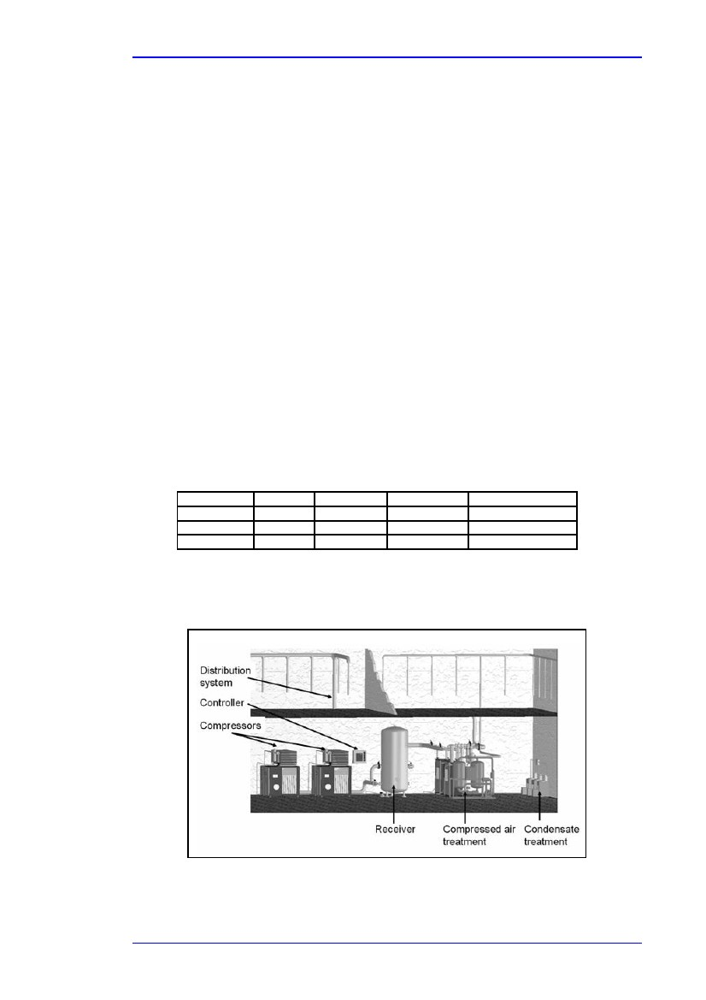 Distribution
system
Controller
Compressors
Receiver
Compressed air
treatment
Condensate
treatment